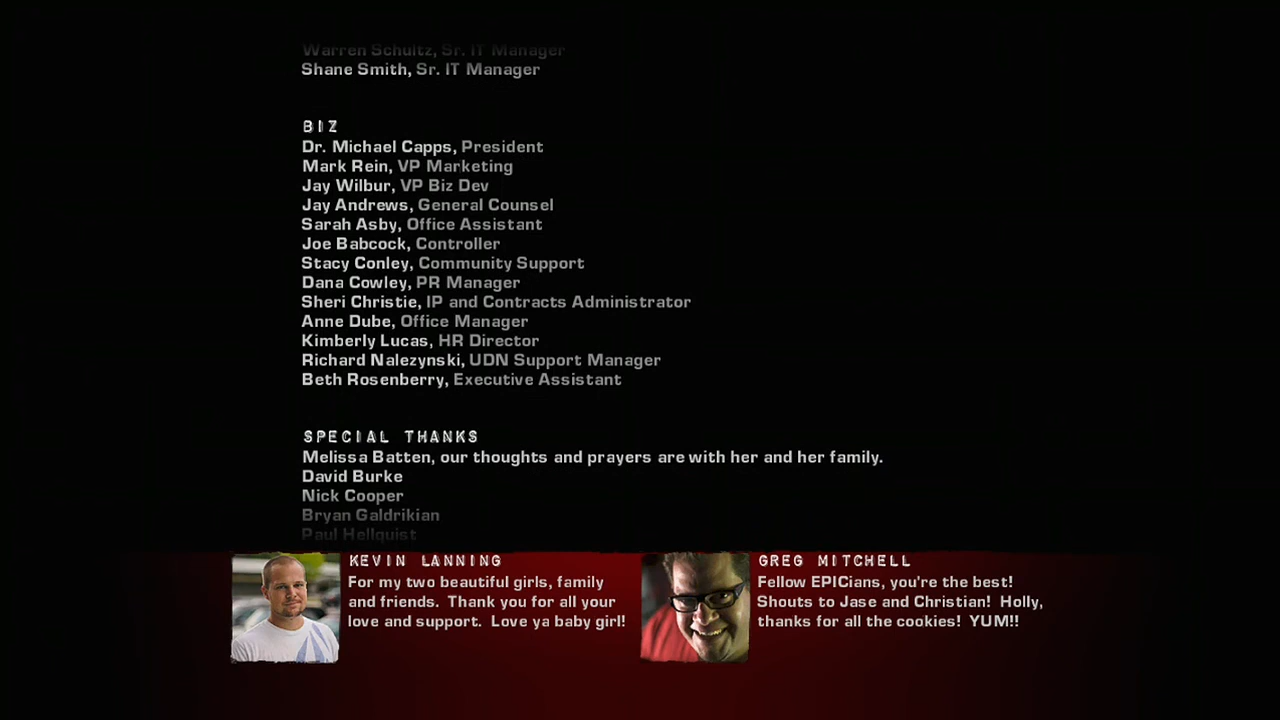 Warren Schultz, Sr. IT Manager
Shane Smith, Sr. IT Manager
BIZ
Dr. Michael Capps, President
Mark Rein, VP Marketing
Jay Wilbur, VP Biz Dev
Jay Andrews, General Counsel
Sarah Asby, Office Assistant
Joe Babcock, Controller
Stacy Conley, Community Support
Dana Cowley, PR Manager
Sheri Christie, IP and Contracts Administrator
Anne Dube, Office Manager
Kimberly Lucas, HR Director
Richard Nalezynski, UDN Support Manager
Beth Rosenberry, Executive Assistant
SPECIAL THANKS
Melissa Batten, our thoughts and prayers are with her and her family.
David Burke
Nick Cooper
Bryan Galdrikian
Paul Hellquist
KEVIN LANNING
For my two beautiful girls, family
and friends. Thank you for all your
love and support. Love ya baby girl!
GREG MITCHELL
Fellow EPICians, you're the best!
Shouts to Jase and Christian! Holly,
thanks for all the cookies! YUM!!